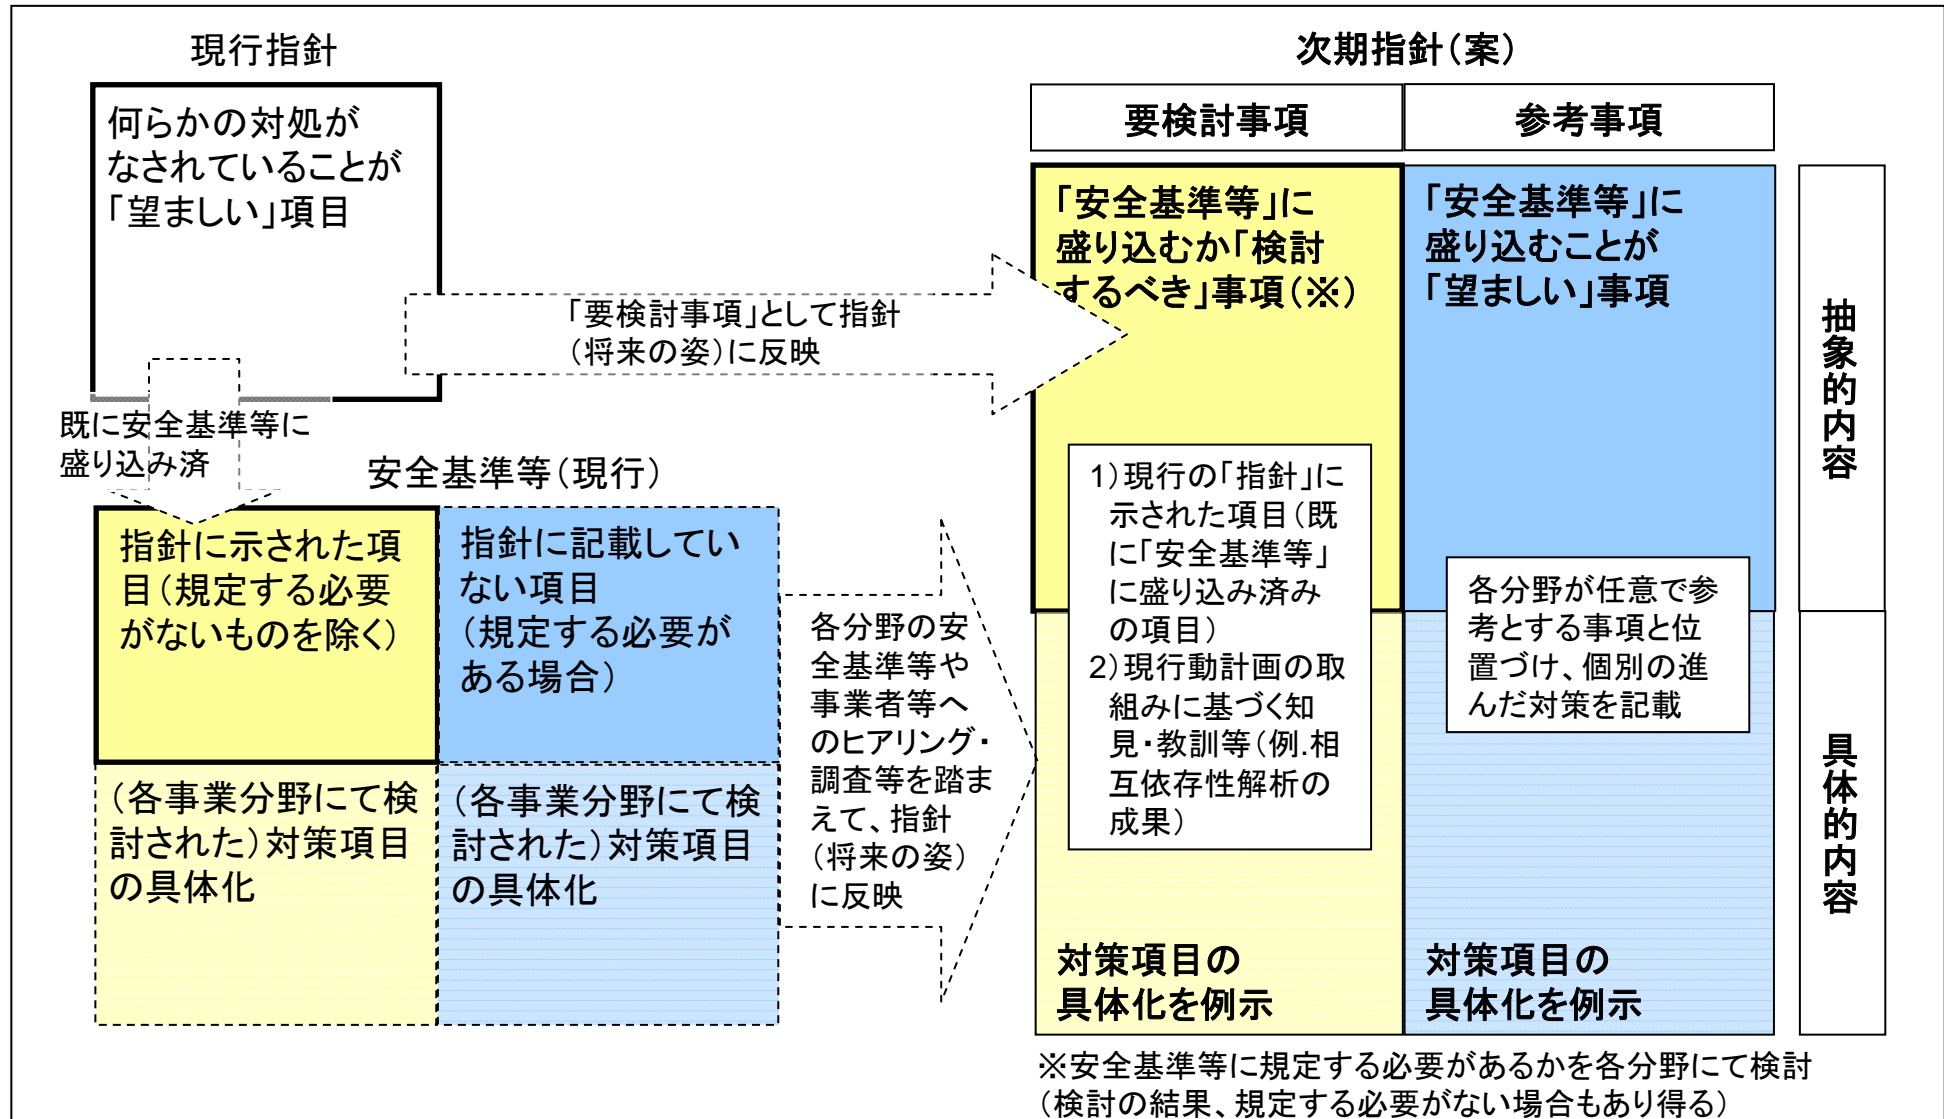 現行指針
何らかの対処が
なされていることが
「望ましい」項目
「要検討事項」として指針
（将来の姿）に反映
既に安全基準等に
盛り込み済
安全基準等（現行）
指針に示された項
目（規定する必要
がないものを除く）
指針に記載してい
ない項目
（規定する必要が
ある場合）
（各事業分野にて検
討された）対策項目
の具体化
（各事業分野にて検
討された）対策項目
の具体化
各分野の安
全基準等や
事業者等へ
のヒアリング・
調査等を踏ま
えて、指針
（将来の姿）
に反映
次期指針（案）
要検討事項
参考事項
「安全基準等」に
盛り込むか「検討
するべき」事項（※）
「安全基準等」に
盛り込むことが
「望ましい」事項
1）現行の「指針」に
示された項目（既
に「安全基準等」
に盛り込み済み
の項目）
2）現行動計画の取
組みに基づく知
見・教訓等（例.相
互依存性解析の
成果）
各分野が任意で参
考とする事項と位
置づけ、個別の進
んだ対策を記載
対策項目の
具体化を例示
対策項目の
具体化を例示
抽象的内容
具体的内容
※安全基準等に規定する必要があるかを各分野にて検討
（検討の結果、規定する必要がない場合もあり得る）